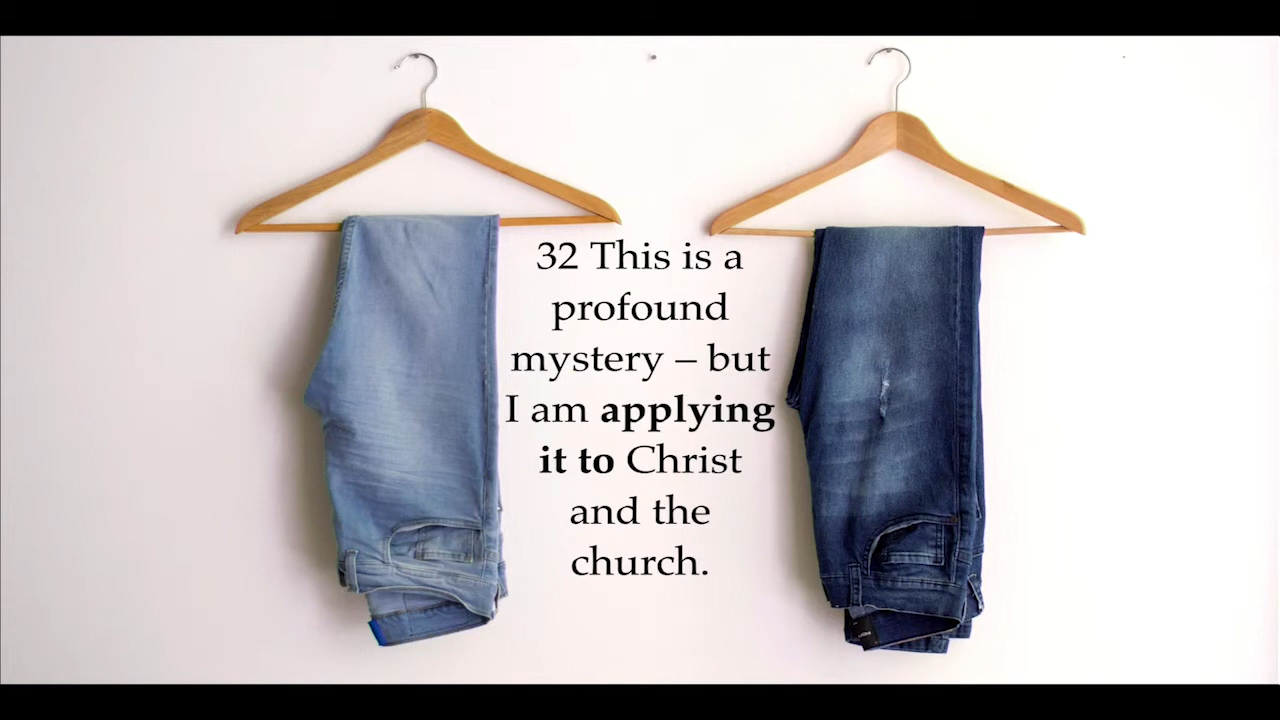 32 This is a
profound
mystery – but
I am applying
it to Christ
and the
church.